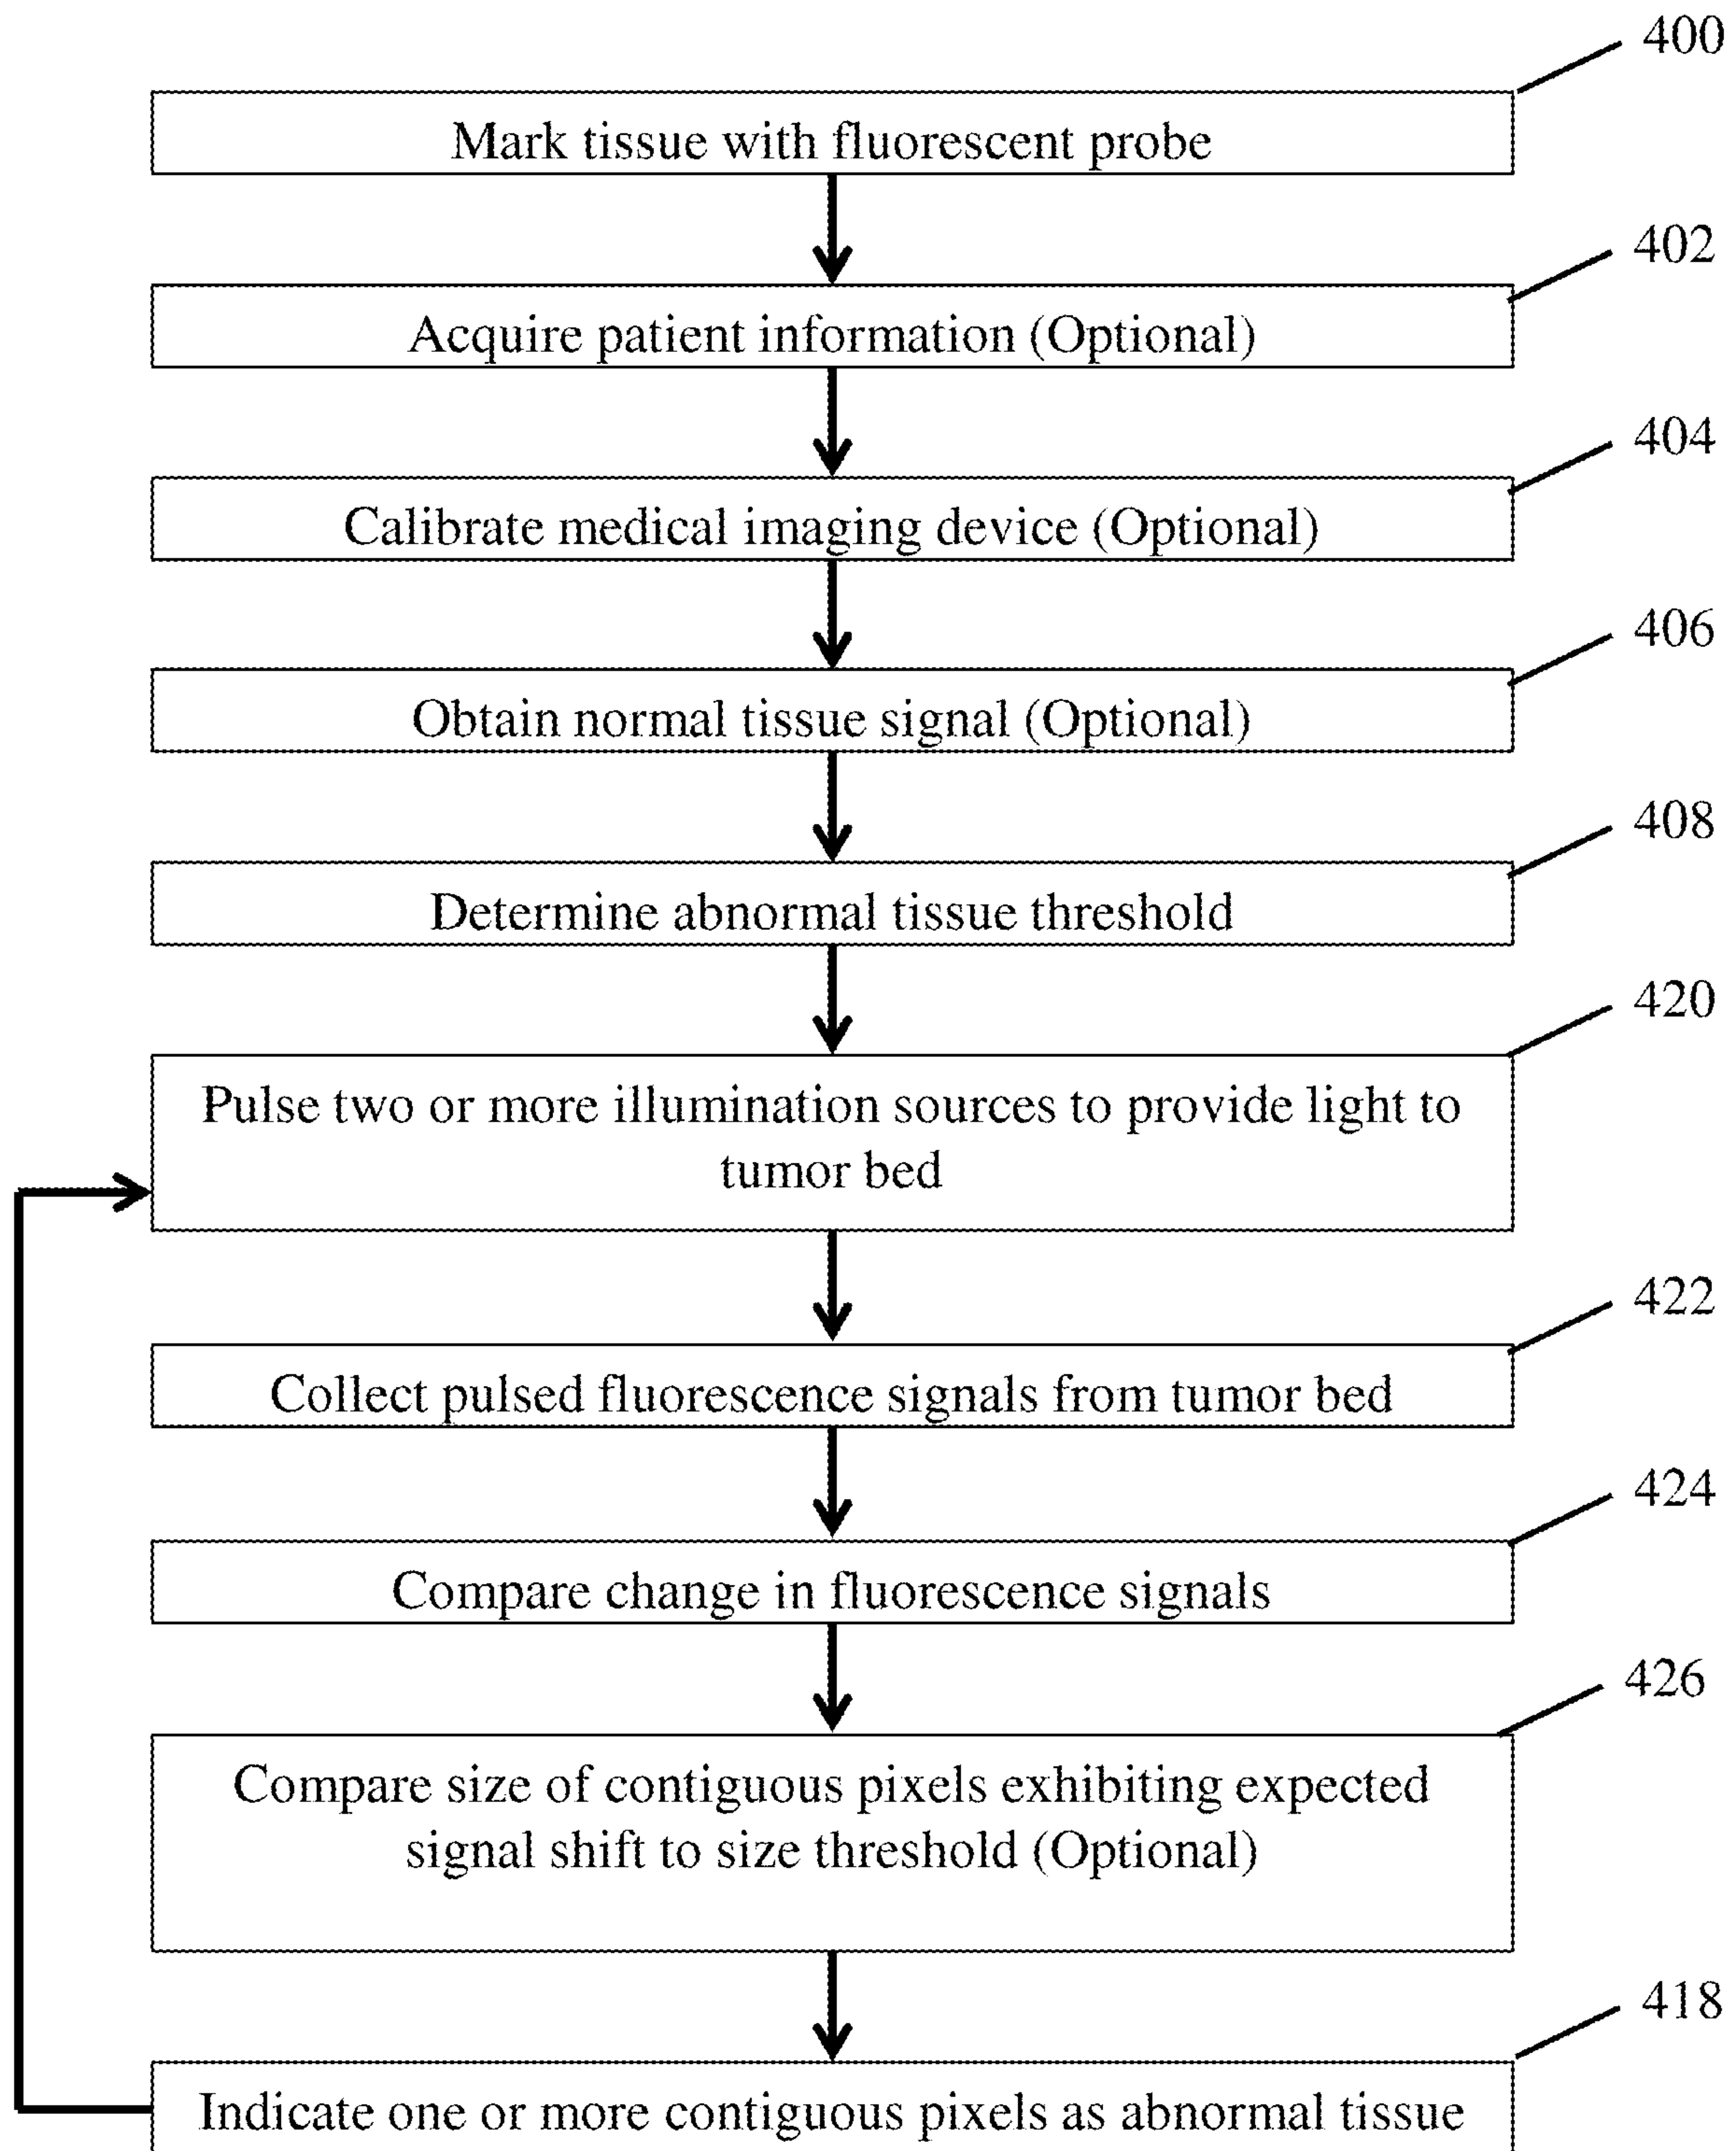 400
Mark tissue with fluorescent probe
402
Acquire patient information (Optional)
404
Calibrate medical imaging device (Optional)
406
Obtain normal tissue signal (Optional)
408
Determine abnormal tissue threshold
420
Pulse two or more illumination sources to provide light to
tumor bed
422
Collect pulsed fluorescence signals from tumor bed
424
Compare change in fluorescence signals
426
Compare size of contiguous pixels exhibiting expected
signal shift to size threshold (Optional)
418
Indicate one or more contiguous pixels as abnormal tissue